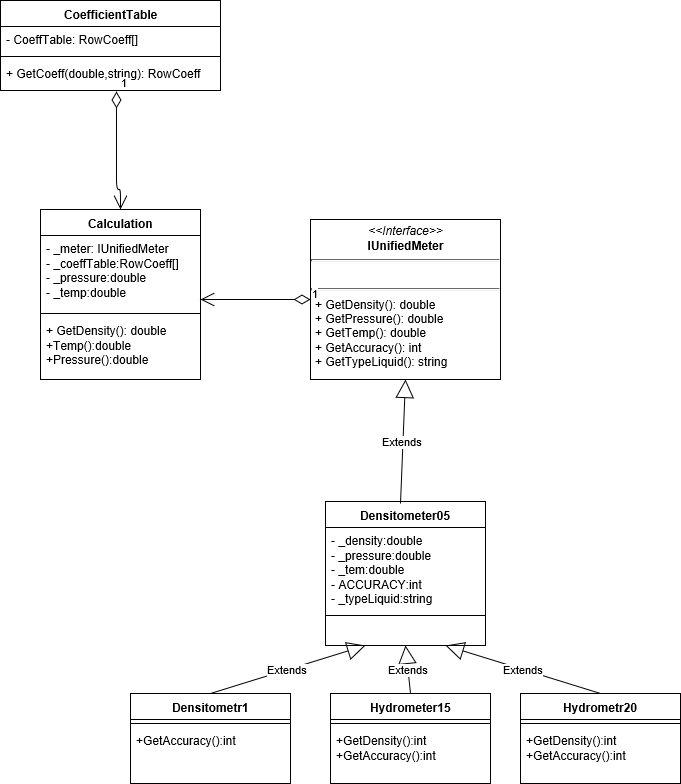 CoefficientTable
- CoeffTable: RowCoeff[]
+ GetCoeff(double,string): RowCoeff
1
Calculation
- _meter: IUnifiedMeter
- _coeffTable:RowCoeff[]
- _pressure:double
- _temp:double
+ GetDensity(): double
+Temp():double
+Pressure():double
<<Interface>>
IUnifiedMeter
1
+ GetDensity(): double
+ GetPressure(): double
+ GetTemp(): double
+ GetAccuracy(): int
+ GetTypeLiquid(): string
Extends
Densitometer05
- _density:double
- _pressure:double
- _tem:double
- ACCURACY:int
- _typeLiquid:string
Extends
Extends
Extends
Densitometr1
+GetAccuracy():int
Hydrometer15
+GetDensity():int
+GetAccuracy():int
Hydrometr20
+GetDensity():int
+GetAccuracy():int